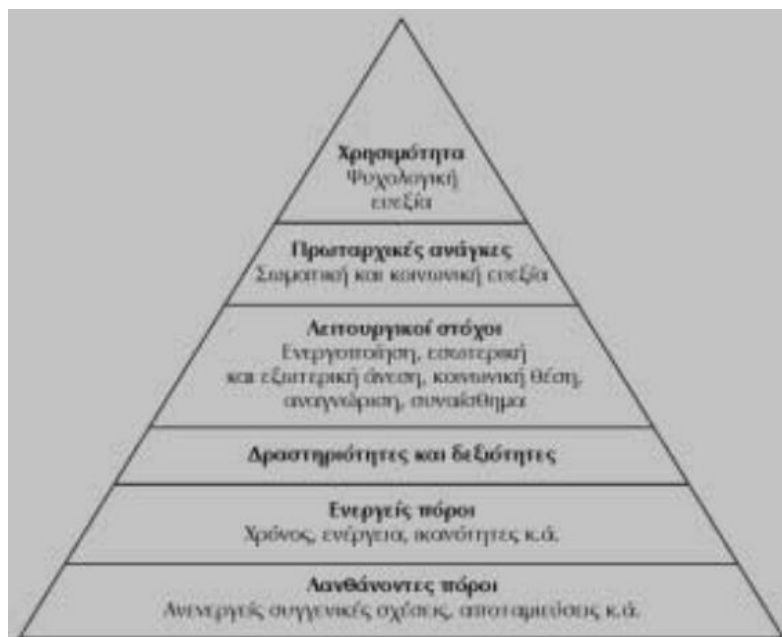 Χρησιμότητα
Ψυχολογική
ευεξία
Πρωταρχικές ανάγκες
Σωματική και κοινωνική ευεξία
Λειτουργικοί στόχοι
Ενεργοποίηση, εσωτερική
και εξωτερική άνεση, κοινωνική θέση,
αναγνώριση, συναίσθημα
Δραστηριότητες και δεξιότητες
Ενεργείς πόροι
Χρόνος, ενέργεια, ικανότητες κ.ά.
Λανθάνοντες πόροι
Ανενεργείς συγγενικές σχέσεις, αποταμιεύσεις κ.ά.